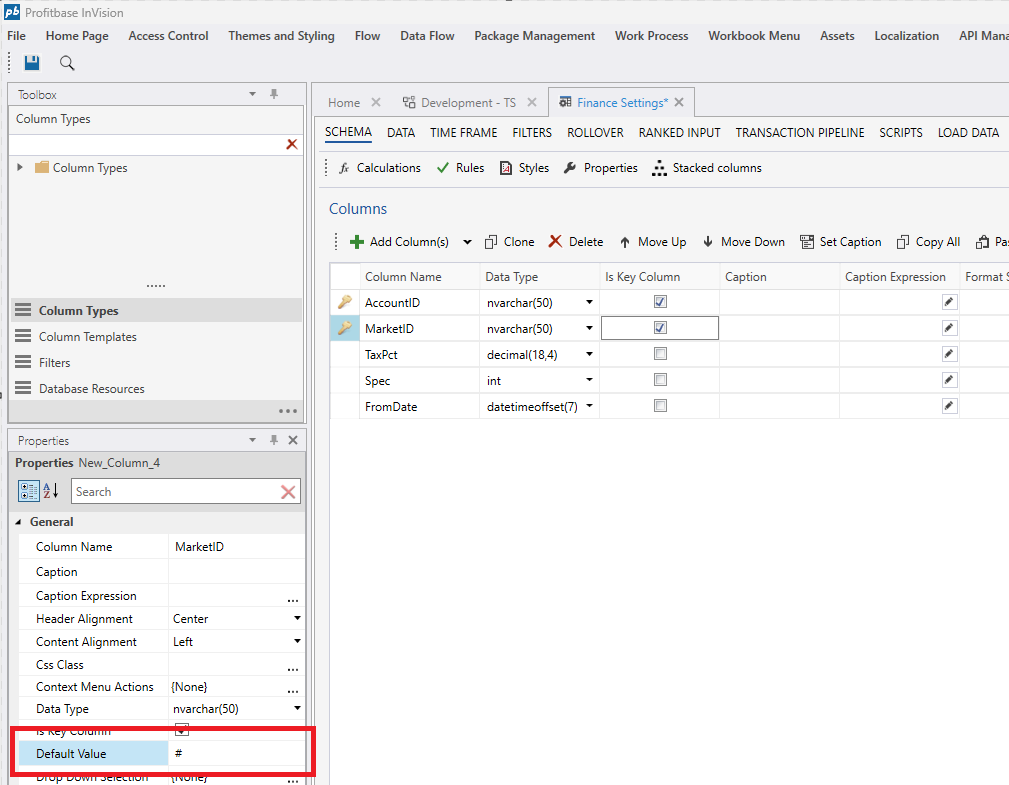 pb Profitbase InVision
File Home Page Access Control Themes and Styling Flow Data Flow Package Management Work Process Workbook Menu Assets Localization API Mana
Toolbox
Column Types
Column Types
Column Types
Column Templates
Filters
Database Resources
Properties
Properties New_Column_4
A Z Search
General
Column Name MarketID
Caption
Caption Expression ...
Header Alignment Center
Content Alignment Left
Css Class ...
Context Menu Actions {None} ...
Data Type nvarchar(50)
Is Key Column
Default Value #
Drop Down Selection {None} ...
Home Development - TS Finance Settings*
SCHEMA DATA TIME FRAME FILTERS ROLLOVER RANKED INPUT TRANSACTION PIPELINE SCRIPTS LOAD DATA
fx Calculations Rules Styles Properties Stacked columns
Columns
Add Column(s) Clone Delete Move Up Move Down Set Caption Copy All Pas
Column Name Data Type Is Key Column Caption Caption Expression Format S
AccountID nvarchar(50)
MarketID nvarchar(50)
TaxPct decimal(18,4)
Spec int
FromDate datetimeoffset(7)